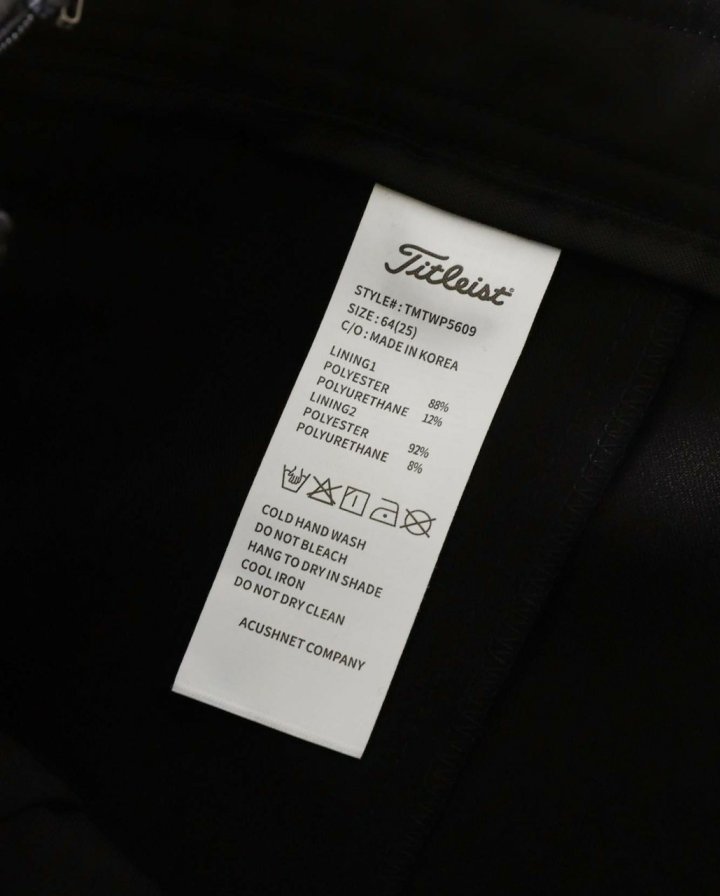 Titleist
STYLE# : TMTWP5609
SIZE : 64(25)
C/O : MADE IN KOREA
LINING1
POLYESTER 88%
POLYURETHANE 12%
LINING2
POLYESTER 92%
POLYURETHANE 8%
COLD HAND WASH
DO NOT BLEACH
HANG TO DRY IN SHADE
COOL IRON
DO NOT DRY CLEAN
ACUSHNET COMPANY